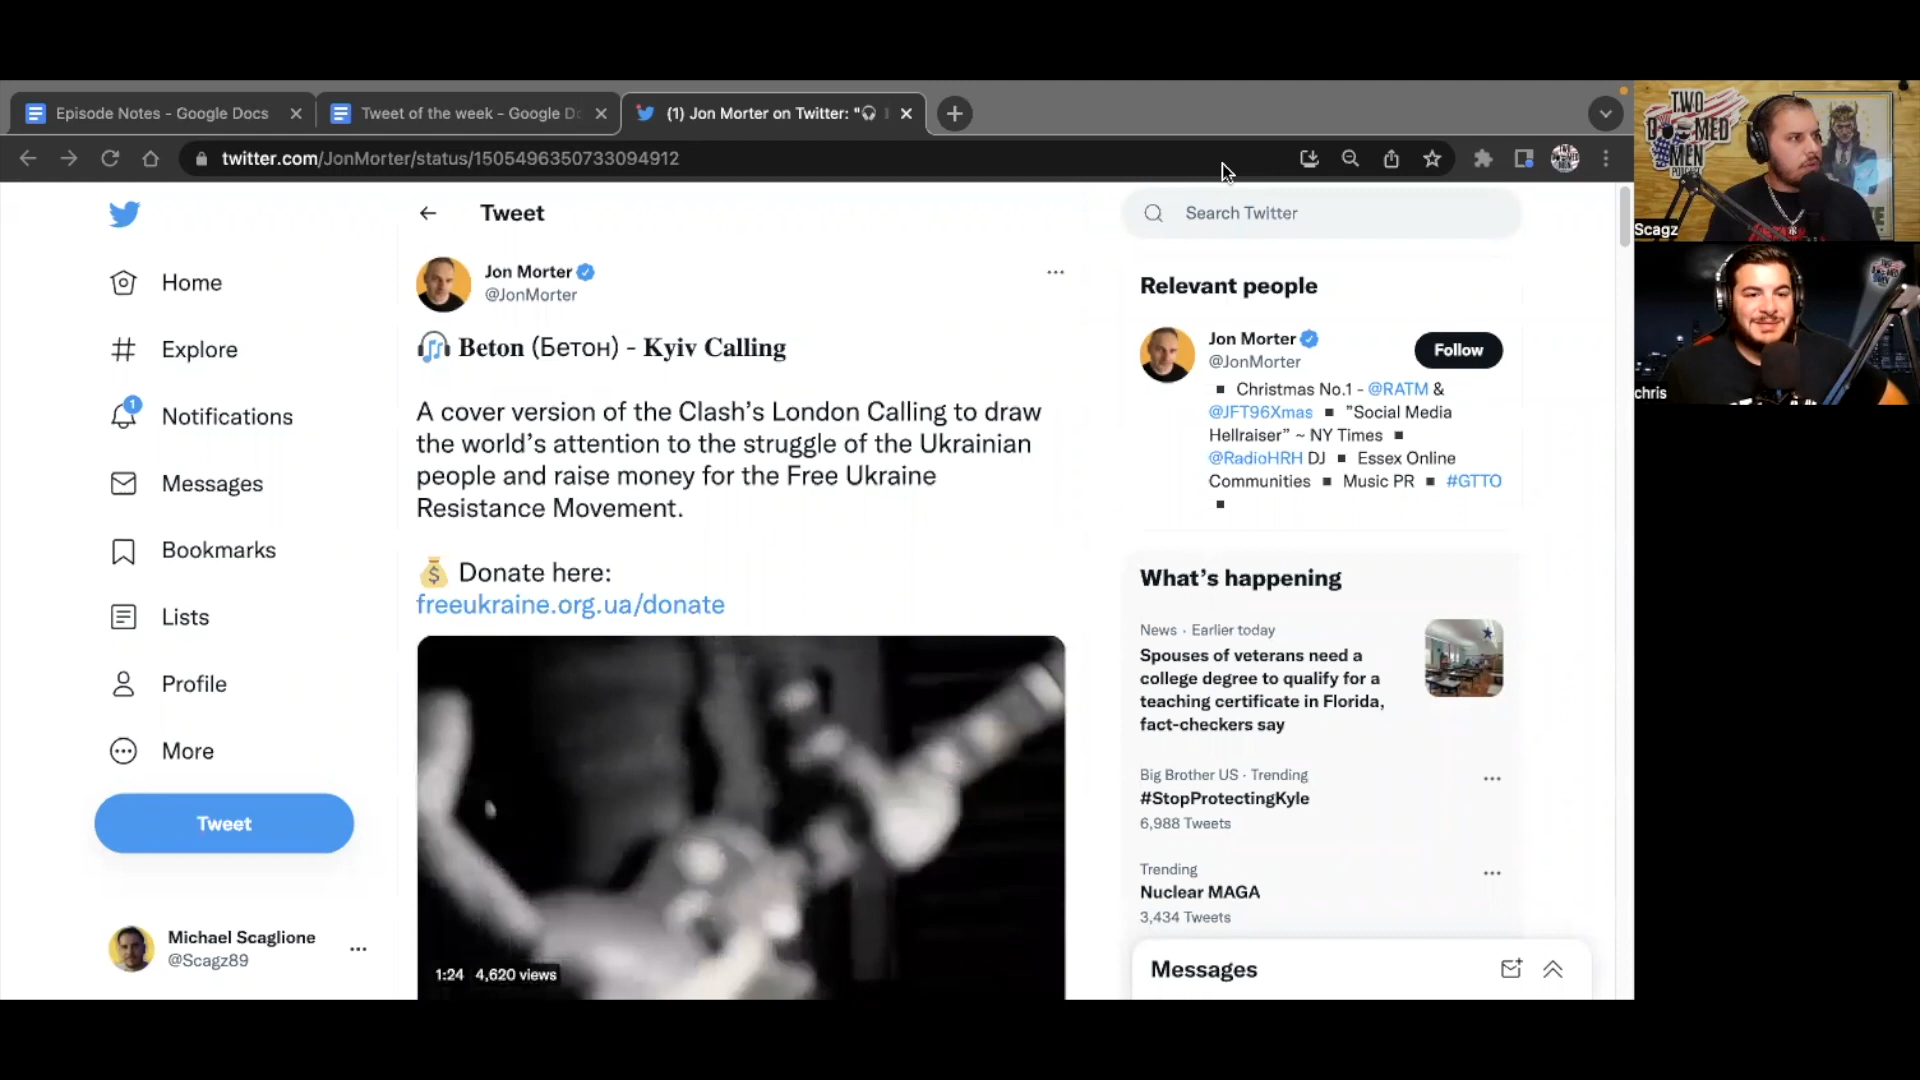 Episode Notes - Google Docs
Tweet of the week - Google D
(1) Jon Morter on Twitter: "🎧
twitter.com/JonMorter/status/1505496350733094912
Home
Explore
1
Notifications
Messages
Bookmarks
Lists
Profile
More
Tweet
Michael Scaglione
@Scagz89
Tweet
Jon Morter
@JonMorter
🎧 Beton (Бетон) - Kyiv Calling
A cover version of the Clash’s London Calling to draw
the world’s attention to the struggle of the Ukrainian
people and raise money for the Free Ukraine
Resistance Movement.
💰 Donate here:
freeukraine.org.ua/donate
1:24 4,620 views
Search Twitter
Relevant people
Jon Morter
@JonMorter
Follow
▪ Christmas No.1 - @RATM &
@JFT96Xmas ▪ "Social Media
Hellraiser” ~ NY Times ▪
@RadioHRH DJ ▪ Essex Online
Communities ▪ Music PR ▪ #GTTO
▪
What’s happening
News · Earlier today
Spouses of veterans need a
college degree to qualify for a
teaching certificate in Florida,
fact-checkers say
Big Brother US · Trending
#StopProtectingKyle
6,988 Tweets
Trending
Nuclear MAGA
3,434 Tweets
Messages
TWO
MEN
PODCAST
Scagz
chris